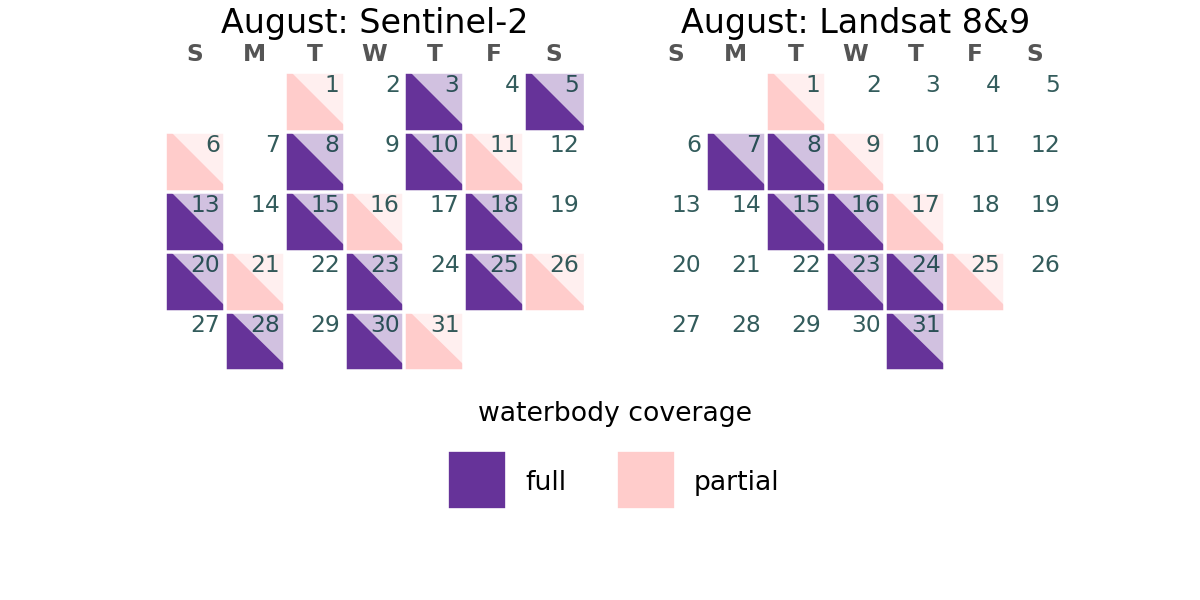 August: Sentinel-2
S M T W T F S
1 2 3 4 5
6 7 8 9 10 11 12
13 14 15 16 17 18 19
20 21 22 23 24 25 26
27 28 29 30 31
August: Landsat 8&9
S M T W T F S
1 2 3 4 5
6 7 8 9 10 11 12
13 14 15 16 17 18 19
20 21 22 23 24 25 26
27 28 29 30 31
waterbody coverage
full
partial